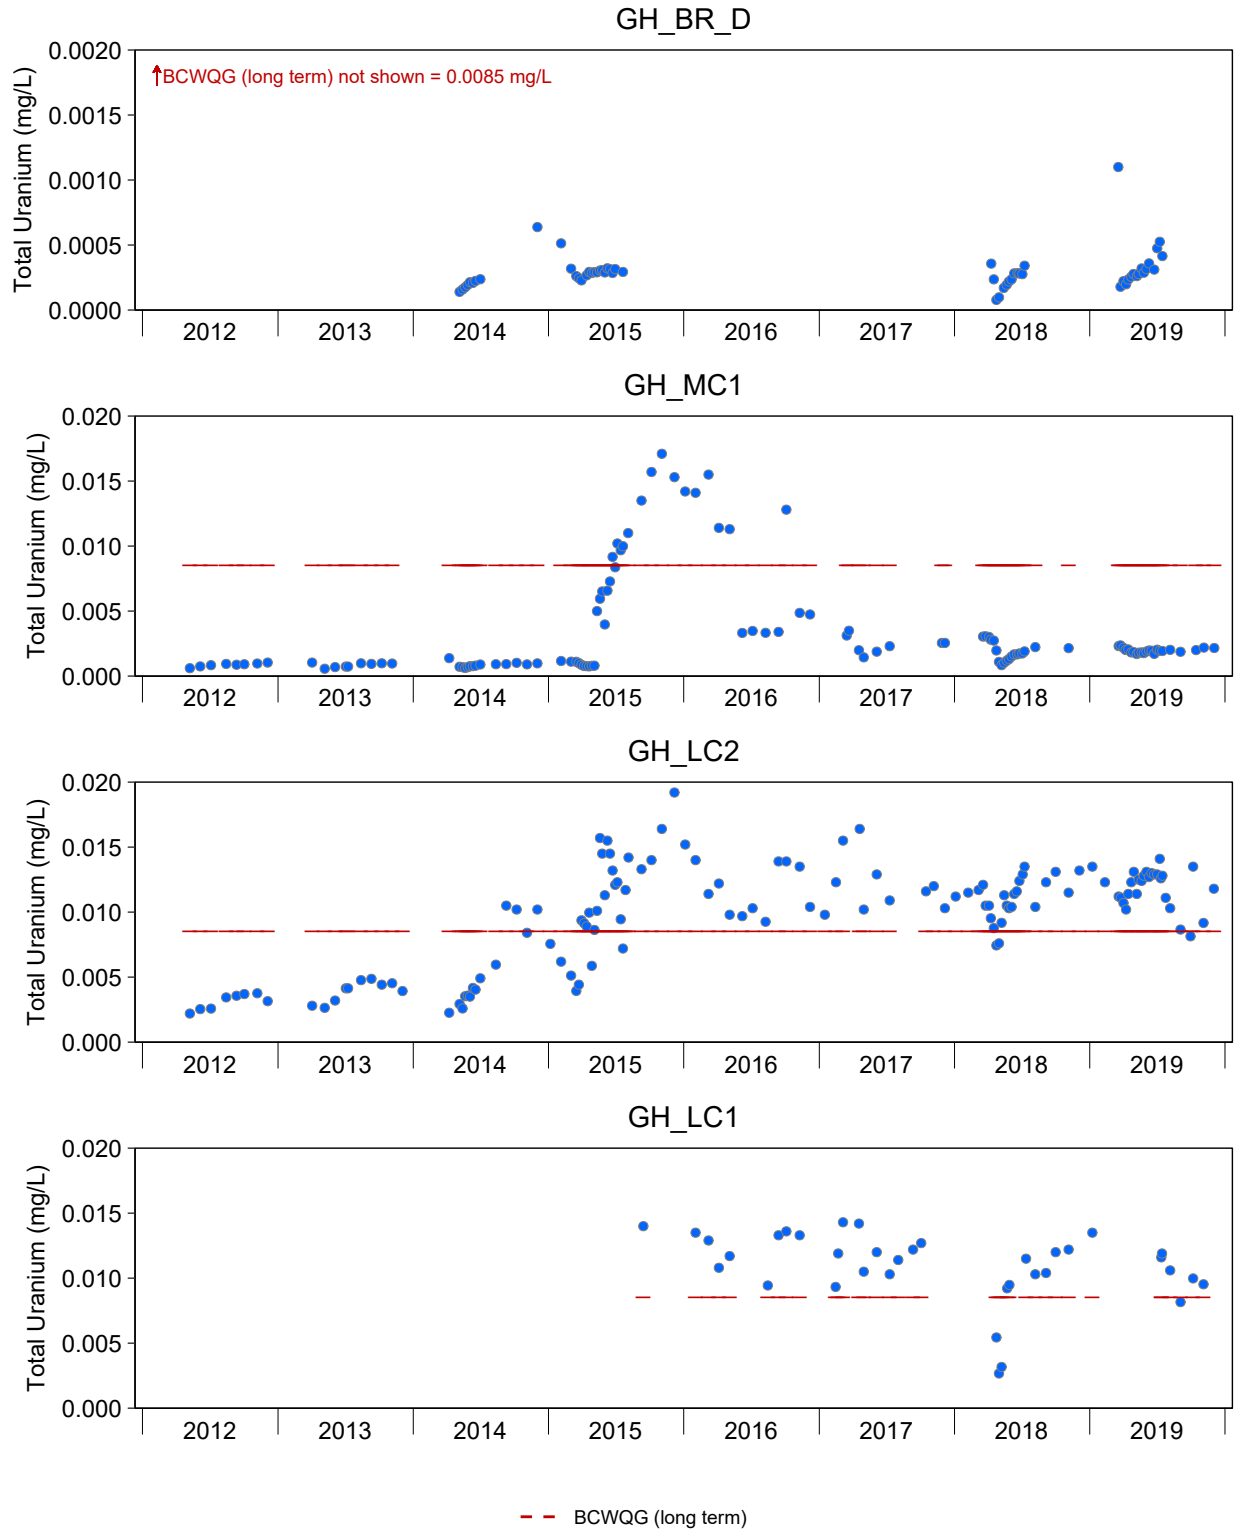 GH_BR_D
Total Uranium (mg/L)
0.0020
0.0015
0.0010
0.0005
0.0000
BCWQG (long term) not shown = 0.0085 mg/L
2012 2013 2014 2015 2016 2017 2018 2019
GH_MC1
Total Uranium (mg/L)
0.020
0.015
0.010
0.005
0.000
2012 2013 2014 2015 2016 2017 2018 2019
GH_LC2
Total Uranium (mg/L)
0.020
0.015
0.010
0.005
0.000
2012 2013 2014 2015 2016 2017 2018 2019
GH_LC1
Total Uranium (mg/L)
0.020
0.015
0.010
0.005
0.000
2012 2013 2014 2015 2016 2017 2018 2019
BCWQG (long term)